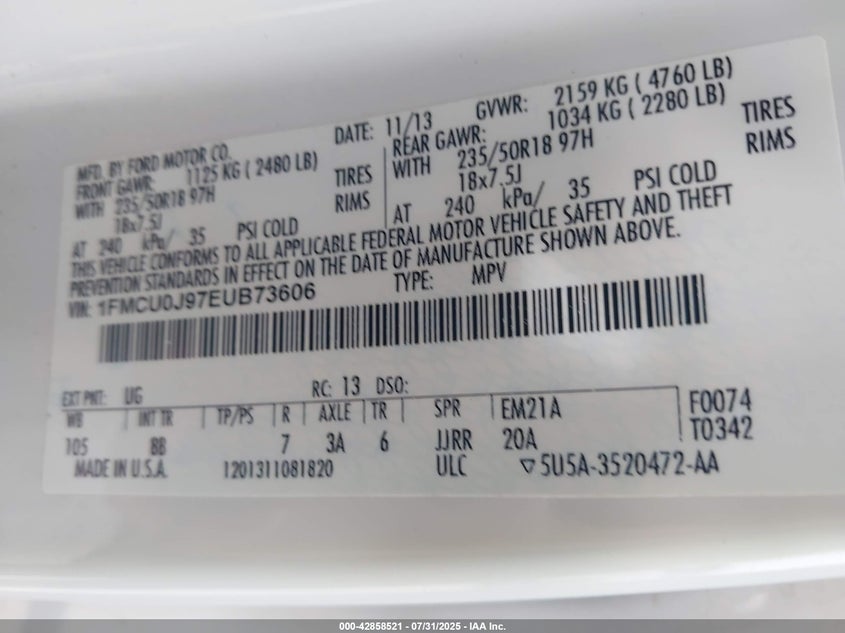 MFD. BY FORD MOTOR CO.
DATE: 11/13 GVWR: 2159 KG ( 4760 LB)
FRONT GAWR: 1125 KG ( 2480 LB)
REAR GAWR: 1034 KG ( 2280 LB)
WITH 235/50R18 97H TIRES
WITH 235/50R18 97H TIRES
18x7.5J RIMS
18x7.5J RIMS
AT 240 kPa/ 35 PSI COLD
AT 240 kPa/ 35 PSI COLD
THIS VEHICLE CONFORMS TO ALL APPLICABLE FEDERAL MOTOR VEHICLE SAFETY AND THEFT
PREVENTION STANDARDS IN EFFECT ON THE DATE OF MANUFACTURE SHOWN ABOVE.
VIN: 1FMCU0J97EUB73606 TYPE: MPV
EXT PNT: UG RC: 13 DSO:
WB INT TR TP/PS R AXLE TR SPR EM21A F0074
105 BB 7 3A 6 JJRR 20A T0342
MADE IN U.S.A. 1201311081820 ULC ▽5U5A-3520472-AA
000-42858521 | 07/31/2025 - IAA Inc.